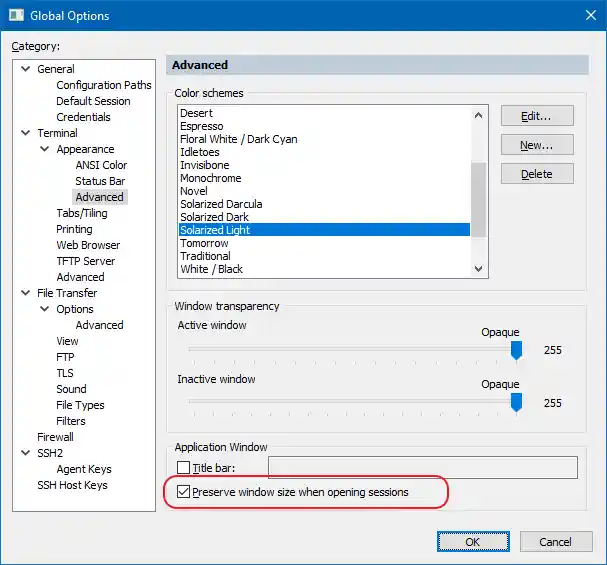 Global Options
Category:
General
Configuration Paths
Default Session
Credentials
Terminal
Appearance
ANSI Color
Status Bar
Advanced
Tabs/Tiling
Printing
Web Browser
TFTP Server
Advanced
File Transfer
Options
Advanced
View
FTP
TLS
Sound
File Types
Filters
Firewall
SSH2
Agent Keys
SSH Host Keys
Advanced
Color schemes
Desert
Espresso
Floral White / Dark Cyan
Idletoes
Invisibone
Monochrome
Novel
Solarized Darcula
Solarized Dark
Solarized Light
Tomorrow
Traditional
White / Black
Edit...
New...
Delete
Window transparency
Active window
Opaque
255
Inactive window
Opaque
255
Application Window
Title bar:
Preserve window size when opening sessions
OK
Cancel